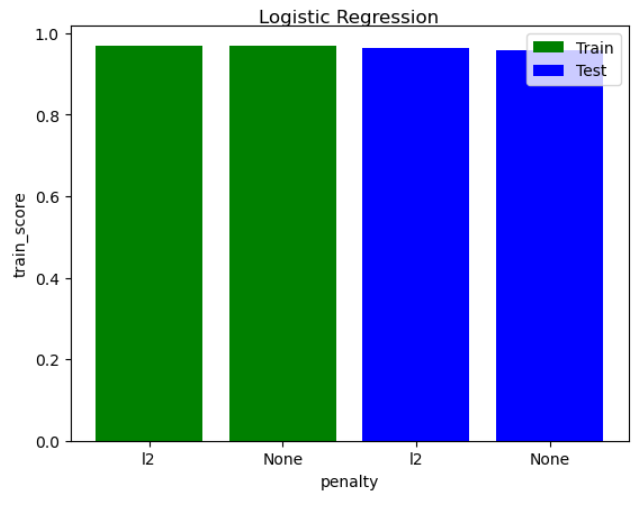 Logistic Regression
Train
Test
1.0
0.8
0.6
0.4
0.2
0.0
train_score
l2
None
l2
None
penalty